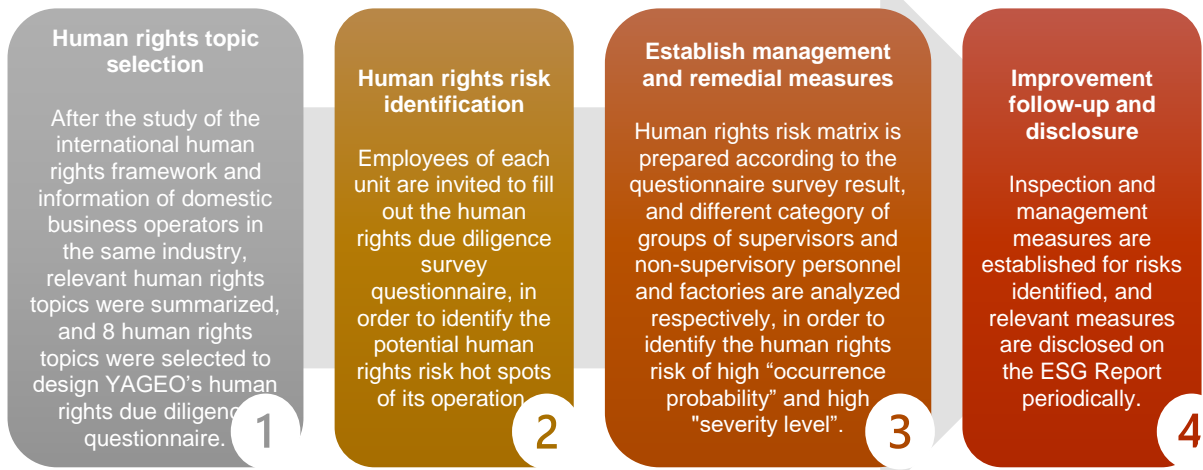 Human rights topic
selection
After the study of the
international human
rights framework and
information of domestic
business operators in
the same industry,
relevant human rights
topics were summarized,
and 8 human rights
topics were selected to
design YAGEO's human
rights due diligence
questionnaire.
1
Human rights risk
identification
Employees of each
unit are invited to fill
out the human
rights due diligence
survey
questionnaire, in
order to identify the
potential human
rights risk hot spots
of its operation
2
Establish management
and remedial measures
Human rights risk matrix is
prepared according to the
questionnaire survey result,
and different category of
groups of supervisors and
non-supervisory personnel
and factories are analyzed
respectively, in order to
identify the human rights
risk of high “occurrence
probability” and high
"severity level".
3
Improvement
follow-up and
disclosure
Inspection and
management
measures are
established for risks
identified, and
relevant measures
are disclosed on
the ESG Report
periodically.
4